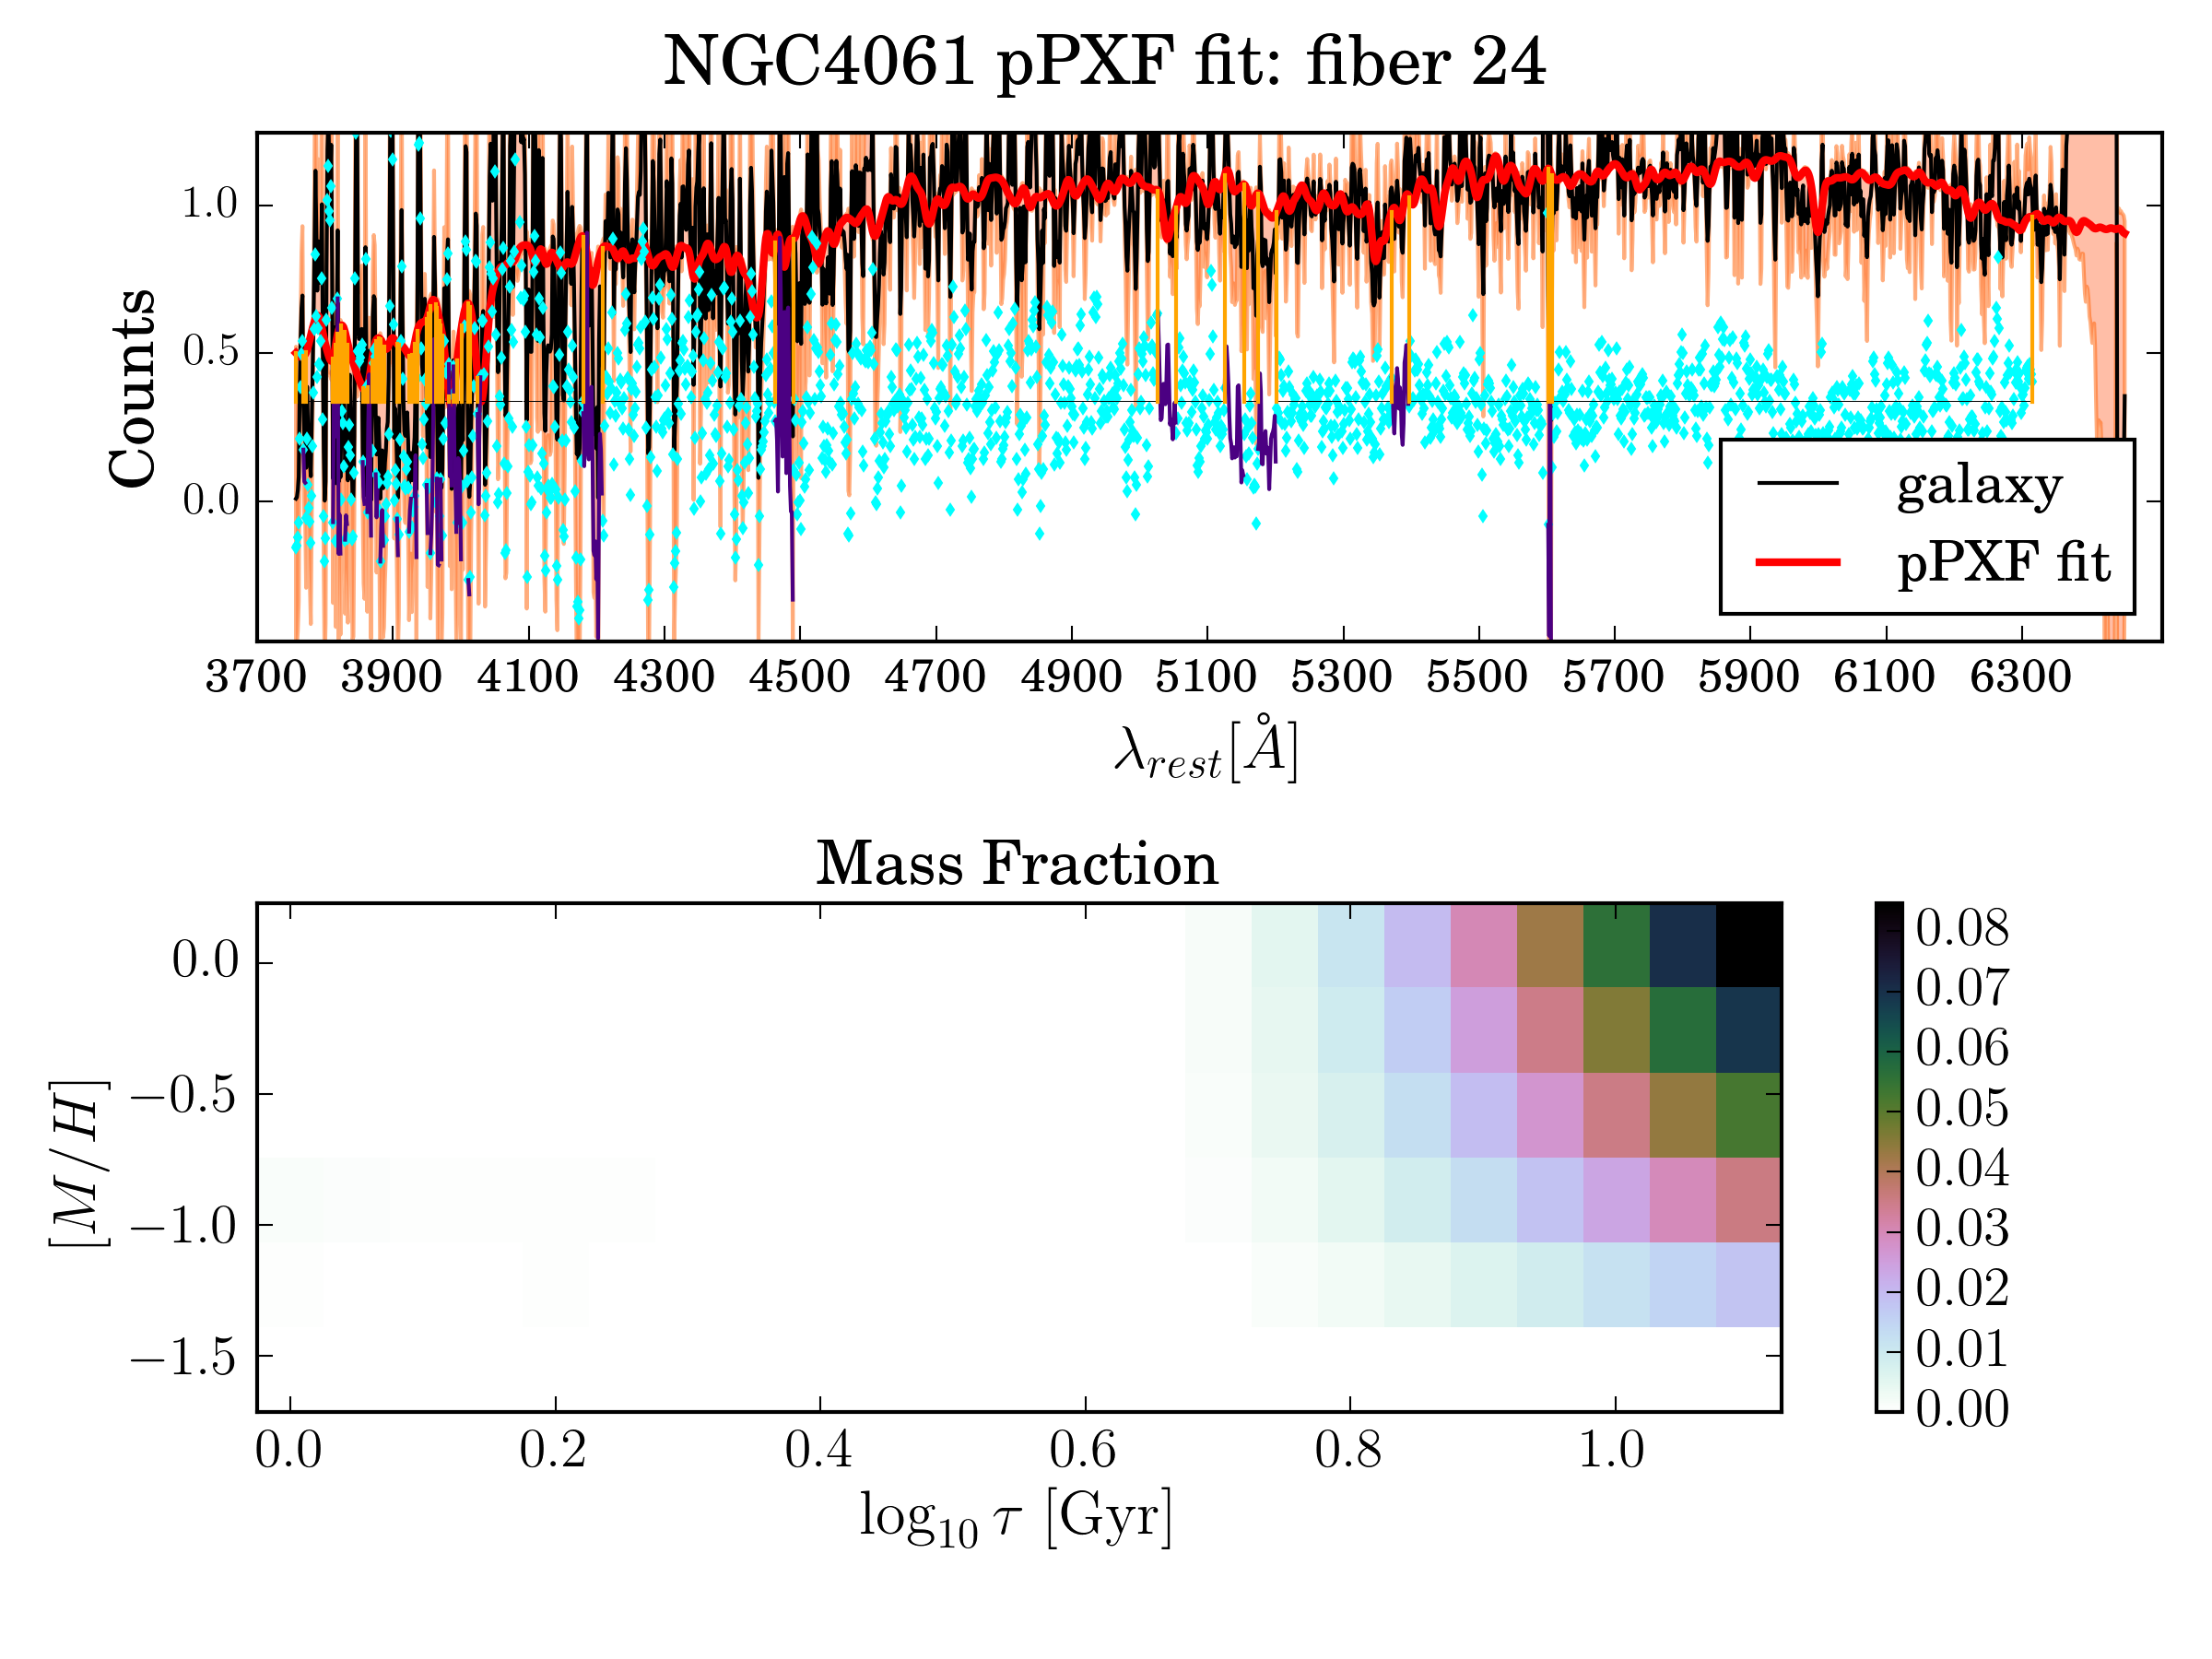 NGC4061 pPXF fit: fiber 24
Counts
1.0
0.5
0.0
galaxy
pPXF fit
3700 3900 4100 4300 4500 4700 4900 5100 5300 5500 5700 5900 6100 6300
λrest[Å]
Mass Fraction
[M/H]
0.0
−0.5
−1.0
−1.5
0.0 0.2 0.4 0.6 0.8 1.0
log10 τ [Gyr]
0.08
0.07
0.06
0.05
0.04
0.03
0.02
0.01
0.00